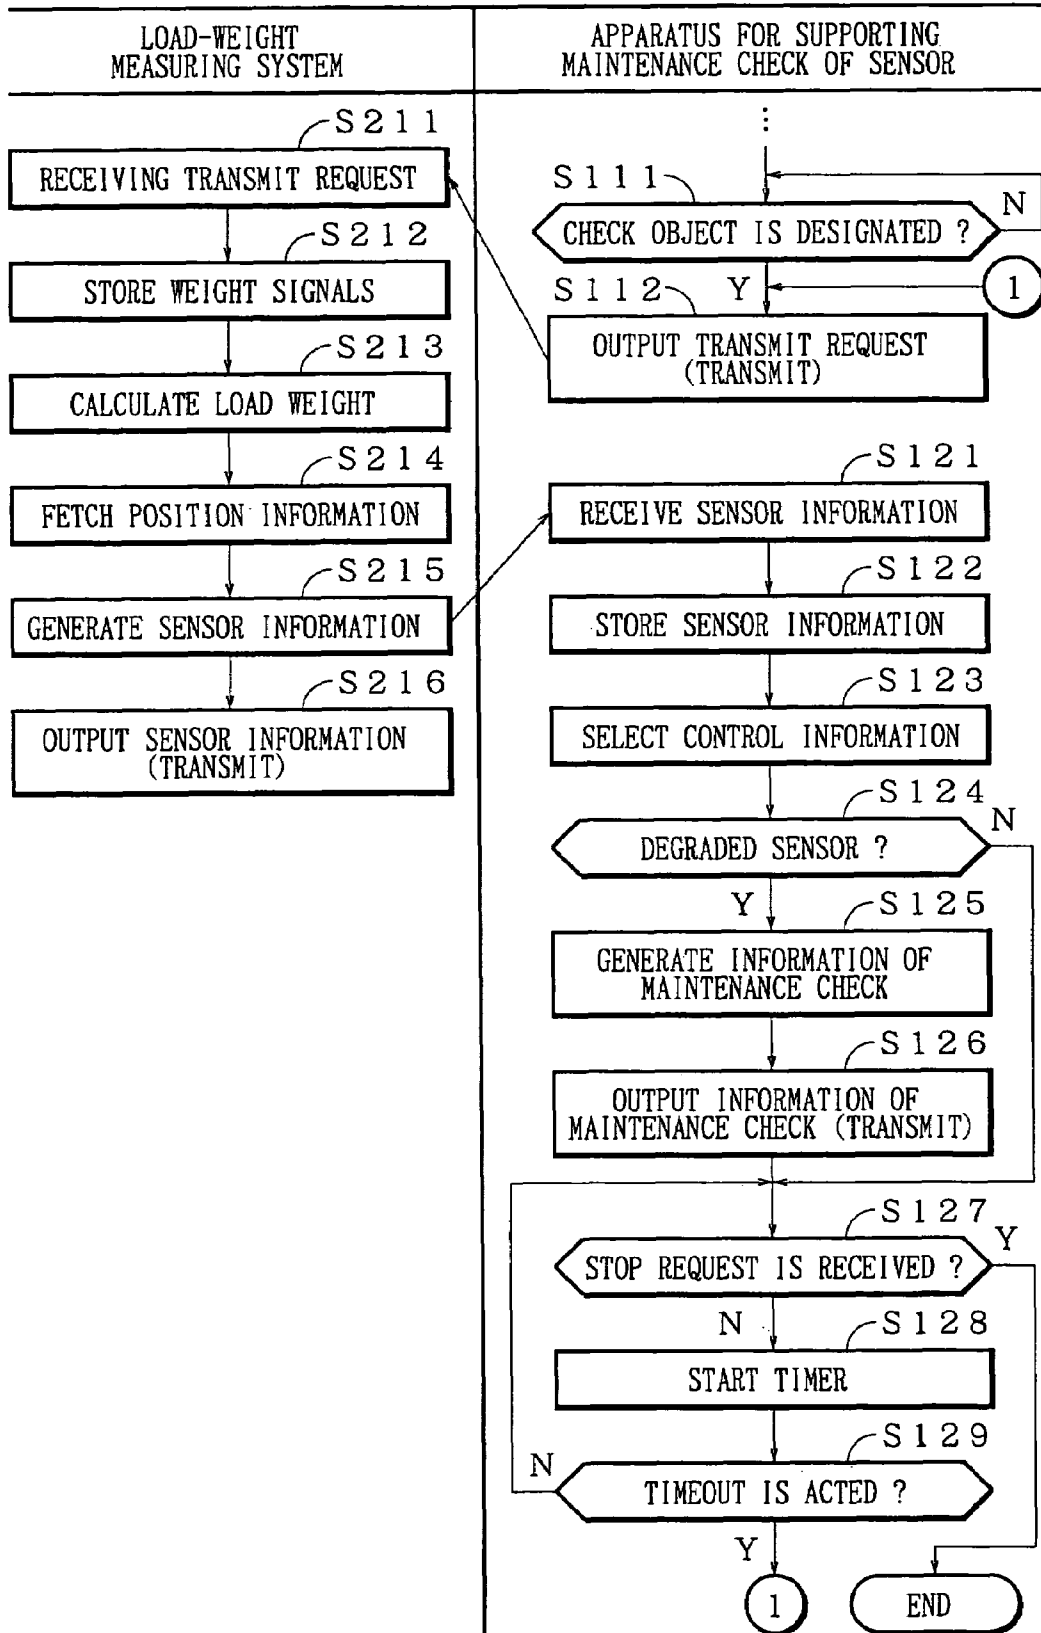 LOAD-WEIGHT
MEASURING SYSTEM
APPARATUS FOR SUPPORTING
MAINTENANCE CHECK OF SENSOR
S211
RECEIVING TRANSMIT REQUEST
S212
STORE WEIGHT SIGNALS
S213
CALCULATE LOAD WEIGHT
S214
FETCH POSITION INFORMATION
S215
GENERATE SENSOR INFORMATION
S216
OUTPUT SENSOR INFORMATION
(TRANSMIT)
S111
CHECK OBJECT IS DESIGNATED ?
N
Y
1
S112
OUTPUT TRANSMIT REQUEST
(TRANSMIT)
S121
RECEIVE SENSOR INFORMATION
S122
STORE SENSOR INFORMATION
S123
SELECT CONTROL INFORMATION
S124
DEGRADED SENSOR ?
N
Y
S125
GENERATE INFORMATION OF
MAINTENANCE CHECK
S126
OUTPUT INFORMATION OF
MAINTENANCE CHECK (TRANSMIT)
S127
STOP REQUEST IS RECEIVED ?
Y
N
S128
START TIMER
S129
N
TIMEOUT IS ACTED ?
Y
1
END